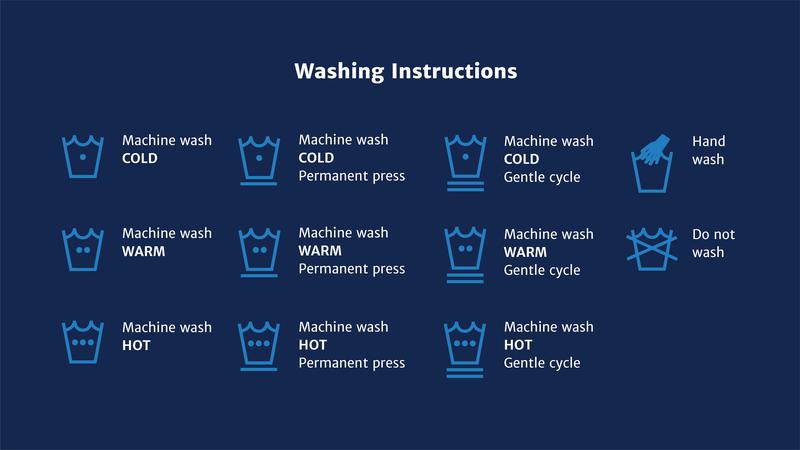 Washing Instructions
Machine wash
COLD
Machine wash
COLD
Permanent press
Machine wash
COLD
Gentle cycle
Hand
wash
Machine wash
WARM
Machine wash
WARM
Permanent press
Machine wash
WARM
Gentle cycle
Do not
wash
Machine wash
HOT
Machine wash
HOT
Permanent press
Machine wash
HOT
Gentle cycle